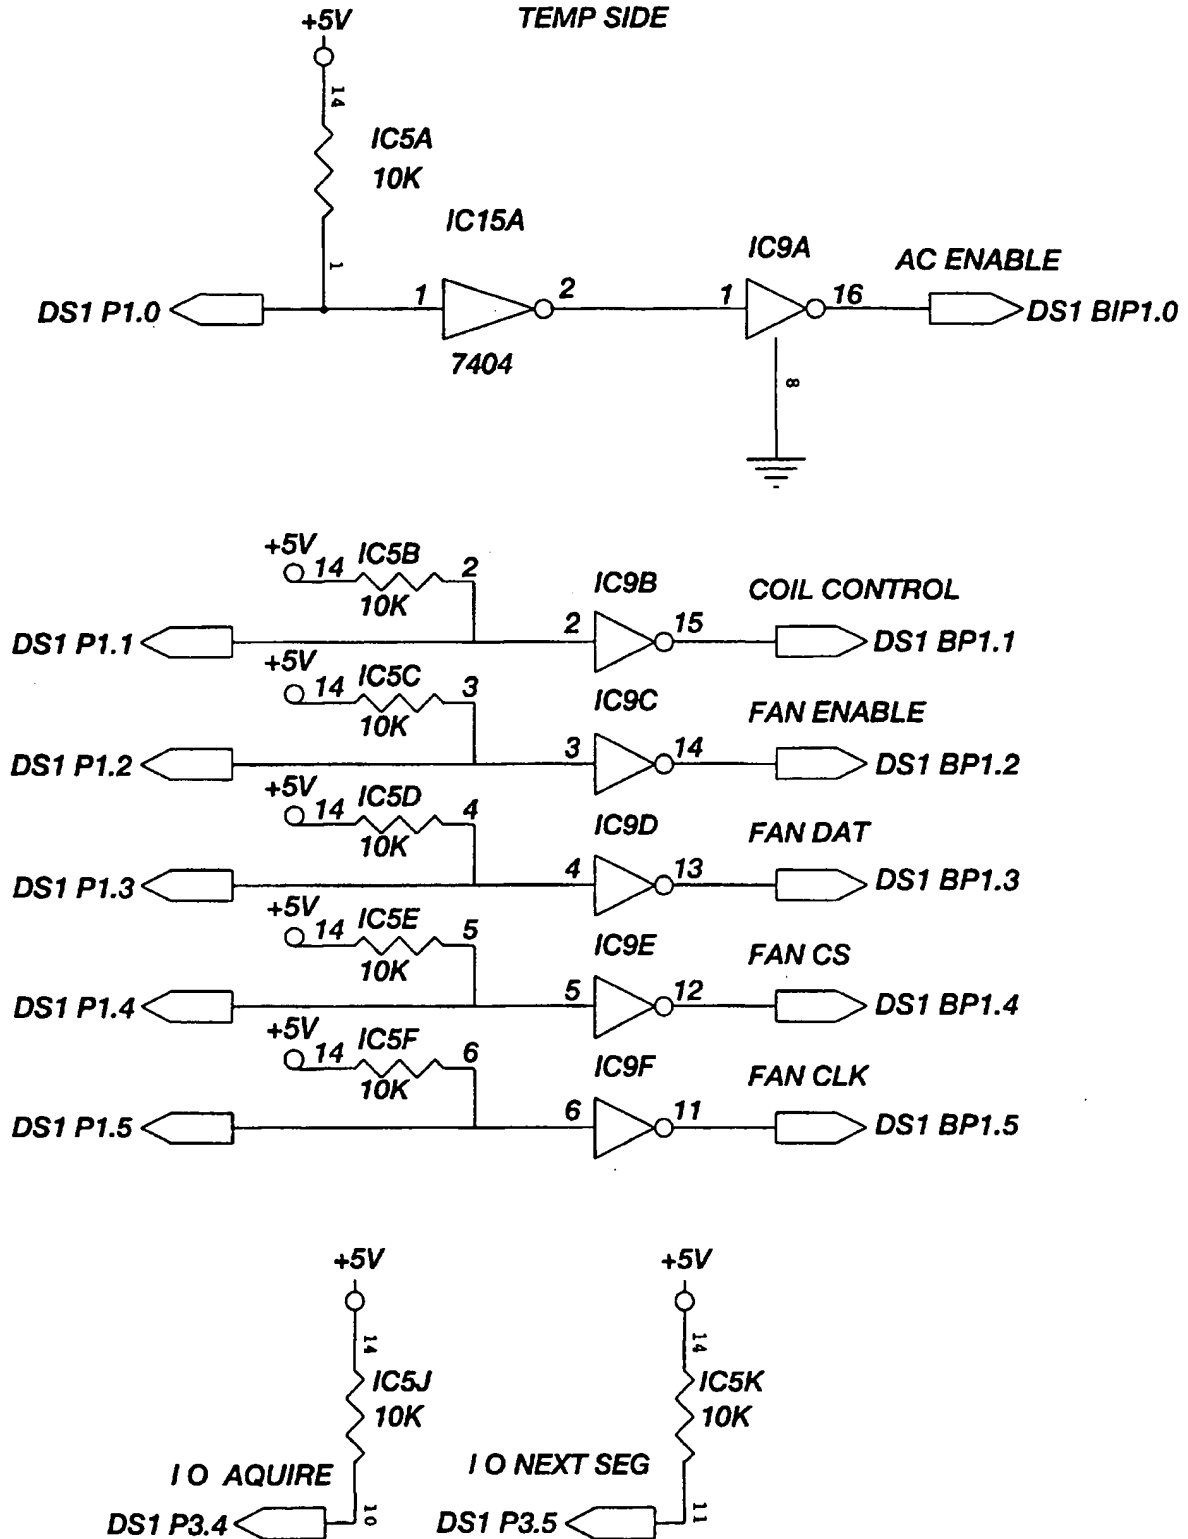 +5V TEMP SIDE
14
IC5A
10K
IC15A
IC9A
AC ENABLE
1
DS1 P1.0 1 2 1 16 DS1 BIP1.0
7404
8
+5V 14 IC5B 2
10K
IC9B
COIL CONTROL
DS1 P1.1 2 15 DS1 BP1.1
+5V 14 IC5C 3
10K
IC9C
FAN ENABLE
DS1 P1.2 3 14 DS1 BP1.2
+5V 14 IC5D 4
10K
IC9D
FAN DAT
DS1 P1.3 4 13 DS1 BP1.3
+5V 14 IC5E 5
10K
IC9E
FAN CS
DS1 P1.4 5 12 DS1 BP1.4
+5V 14 IC5F 6
10K
IC9F
FAN CLK
DS1 P1.5 6 11 DS1 BP1.5
+5V +5V
14 14
IC5J IC5K
10K 10K
I O AQUIRE I O NEXT SEG
DS1 P3.4 10 DS1 P3.5 11